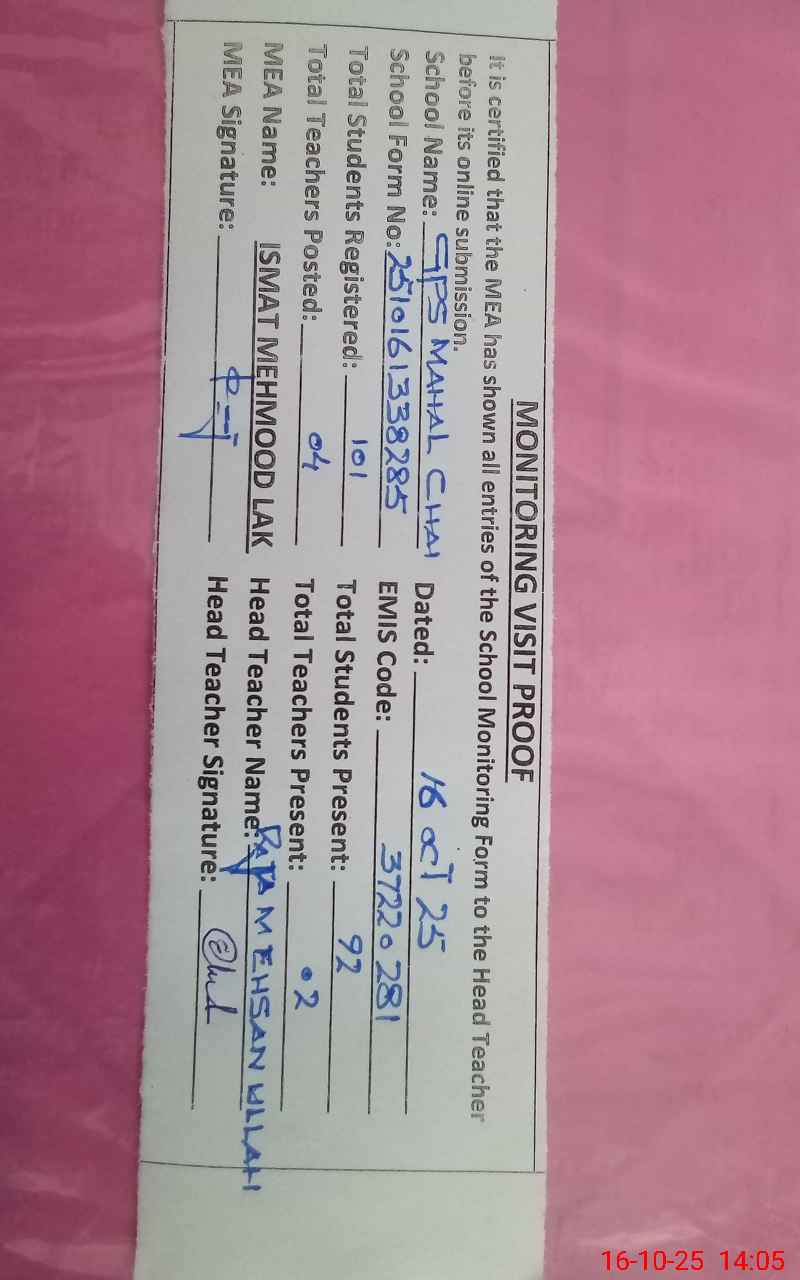 MONITORING VISIT PROOF
It is certified that the MEA has shown all entries of the School Monitoring Form to the Head Teacher
before its online submission.
School Name: GPS MAHAL CHAI Dated: 16 OCT 25
School Form No: 2510161338285 EMIS Code: 37220281
Total Students Registered: 101 Total Students Present: 92
Total Teachers Posted: 04 Total Teachers Present: 02
MEA Name: ISMAT MEHMOOD LAK Head Teacher Name: RAJA M EHSAN ULLAH
MEA Signature: Head Teacher Signature:
16-10-25 14:05